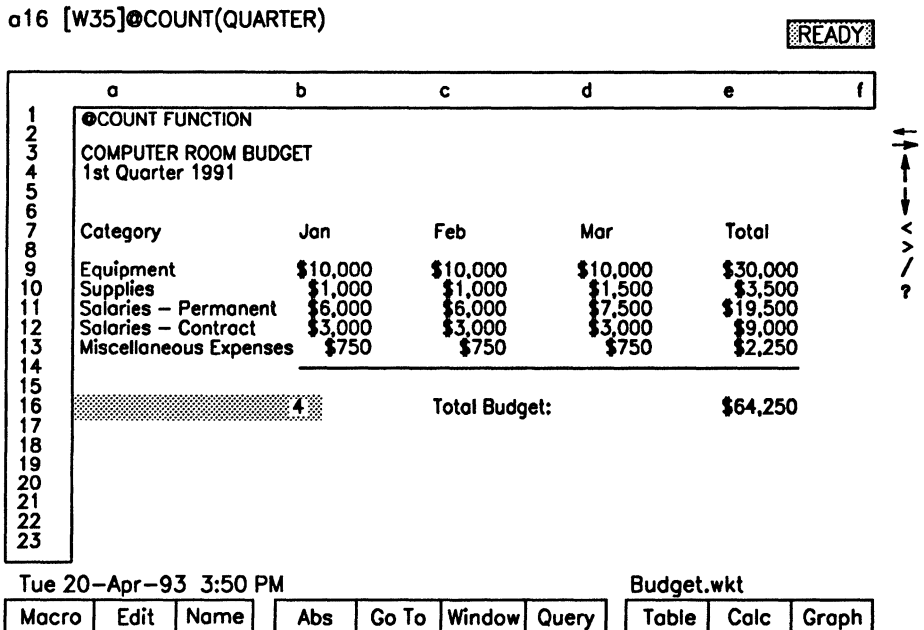 a16 [W35]@COUNT(QUARTER)
READY
a b c d e f
1 @COUNT FUNCTION
2
3 COMPUTER ROOM BUDGET
4 1st Quarter 1991
5
6
7 Category Jan Feb Mar Total
8
9 Equipment $10,000 $10,000 $10,000 $30,000
10 Supplies $1,000 $1,000 $1,500 $3,500
11 Salaries – Permanent $6,000 $6,000 $7,500 $19,500
12 Salaries – Contract $3,000 $3,000 $3,000 $9,000
13 Miscellaneous Expenses $750 $750 $750 $2,250
14
15
16 4 Total Budget: $64,250
17
18
19
20
21
22
23
<
>
/
?
Tue 20–Apr–93 3:50 PM Budget.wkt
Macro Edit Name Abs Go To Window Query Table Calc Graph